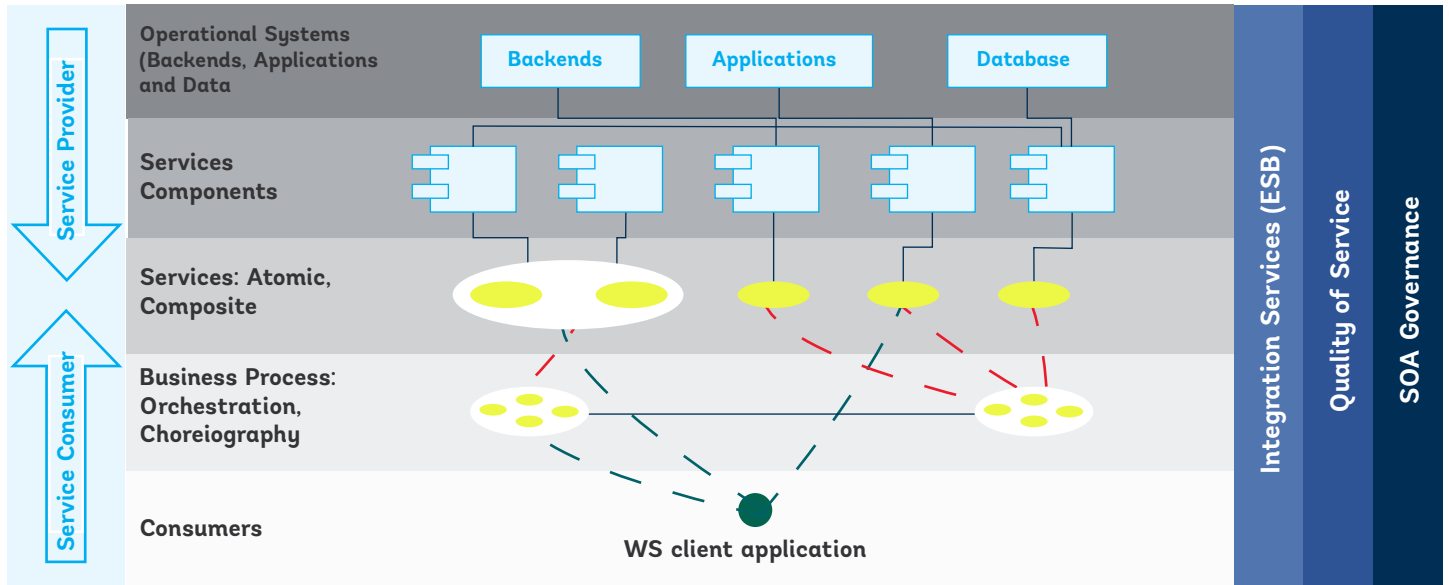 Service Provider
Service Consumer
Operational Systems
(Backends, Applications
and Data
Backends
Applications
Database
Services
Components
Services: Atomic,
Composite
Business Process:
Orchestration,
Choreiography
Consumers
WS client application
Integration Services (ESB)
Quality of Service
SOA Governance